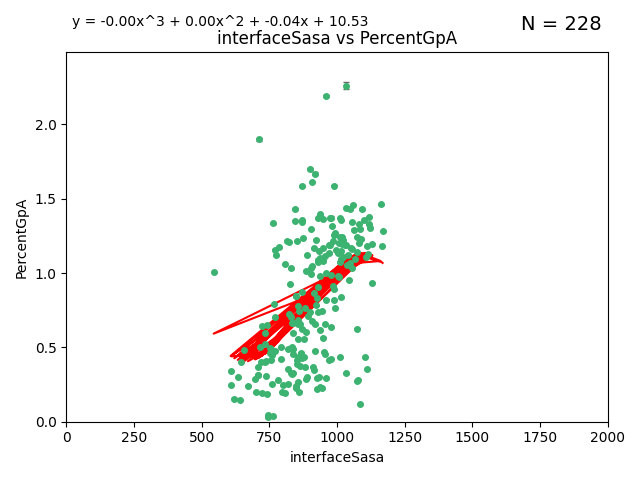 y = -0.00x^3 + 0.00x^2 + -0.04x + 10.53
N = 228
interfaceSasa vs PercentGpA
PercentGpA
2.0
1.5
1.0
0.5
0.0
0 250 500 750 1000 1250 1500 1750 2000
interfaceSasa